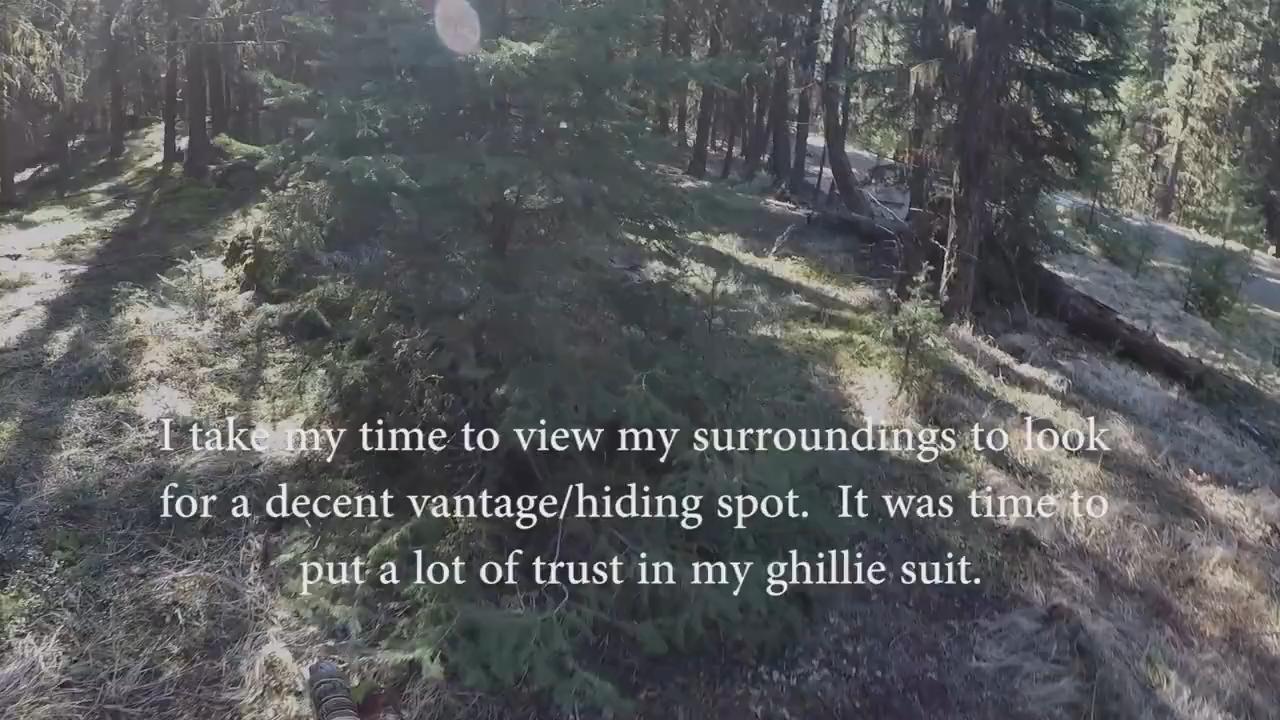 I take my time to view my surroundings to look
for a decent vantage/hiding spot.  It was time to
put a lot of trust in my ghillie suit.